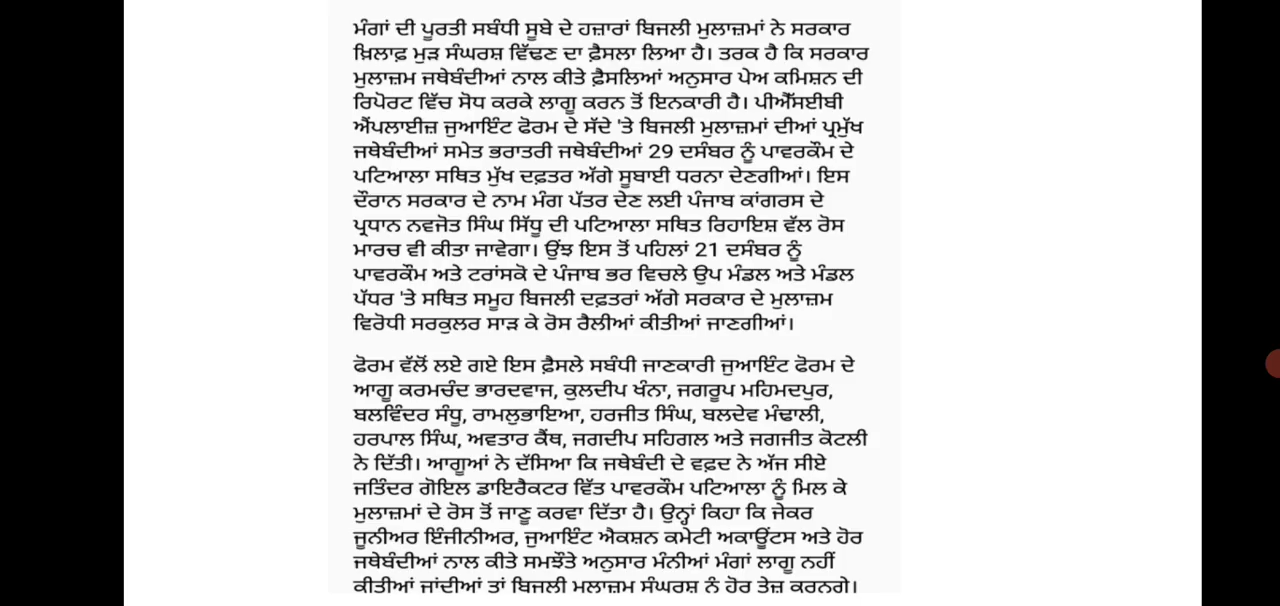 ਮੰਗਾਂ ਦੀ ਪੂਰਤੀ ਸਬੰਧੀ ਸੂਬੇ ਦੇ ਹਜ਼ਾਰਾਂ ਬਿਜਲੀ ਮੁਲਾਜ਼ਮਾਂ ਨੇ ਸਰਕਾਰ
ਖ਼ਿਲਾਫ਼ ਮੁੜ ਸੰਘਰਸ਼ ਵਿੱਢਣ ਦਾ ਫ਼ੈਸਲਾ ਲਿਆ ਹੈ। ਤਰਕ ਹੈ ਕਿ ਸਰਕਾਰ
ਮੁਲਾਜ਼ਮ ਜਥੇਬੰਦੀਆਂ ਨਾਲ ਕੀਤੇ ਫ਼ੈਸਲਿਆਂ ਅਨੁਸਾਰ ਪੇਅ ਕਮਿਸ਼ਨ ਦੀ
ਰਿਪੋਰਟ ਵਿੱਚ ਸੋਧ ਕਰਕੇ ਲਾਗੂ ਕਰਨ ਤੋਂ ਇਨਕਾਰੀ ਹੈ। ਪੀਐੱਸਈਬੀ
ਐਂਪਲਾਈਜ਼ ਜੁਆਇੰਟ ਫੋਰਮ ਦੇ ਸੱਦੇ 'ਤੇ ਬਿਜਲੀ ਮੁਲਾਜ਼ਮਾਂ ਦੀਆਂ ਪ੍ਰਮੁੱਖ
ਜਥੇਬੰਦੀਆਂ ਸਮੇਤ ਭਰਾਤਰੀ ਜਥੇਬੰਦੀਆਂ 29 ਦਸੰਬਰ ਨੂੰ ਪਾਵਰਕੌਮ ਦੇ
ਪਟਿਆਲਾ ਸਥਿਤ ਮੁੱਖ ਦਫ਼ਤਰ ਅੱਗੇ ਸੂਬਾਈ ਧਰਨਾ ਦੇਣਗੀਆਂ। ਇਸ
ਦੌਰਾਨ ਸਰਕਾਰ ਦੇ ਨਾਮ ਮੰਗ ਪੱਤਰ ਦੇਣ ਲਈ ਪੰਜਾਬ ਕਾਂਗਰਸ ਦੇ
ਪ੍ਰਧਾਨ ਨਵਜੋਤ ਸਿੰਘ ਸਿੱਧੂ ਦੀ ਪਟਿਆਲਾ ਸਥਿਤ ਰਿਹਾਇਸ਼ ਵੱਲ ਰੋਸ
ਮਾਰਚ ਵੀ ਕੀਤਾ ਜਾਵੇਗਾ। ਉਂਝ ਇਸ ਤੋਂ ਪਹਿਲਾਂ 21 ਦਸੰਬਰ ਨੂੰ
ਪਾਵਰਕੌਮ ਅਤੇ ਟਰਾਂਸਕੋ ਦੇ ਪੰਜਾਬ ਭਰ ਵਿਚਲੇ ਉਪ ਮੰਡਲ ਅਤੇ ਮੰਡਲ
ਪੱਧਰ 'ਤੇ ਸਥਿਤ ਸਮੂਹ ਬਿਜਲੀ ਦਫ਼ਤਰਾਂ ਅੱਗੇ ਸਰਕਾਰ ਦੇ ਮੁਲਾਜ਼ਮ
ਵਿਰੋਧੀ ਸਰਕੁਲਰ ਸਾੜ ਕੇ ਰੋਸ ਰੈਲੀਆਂ ਕੀਤੀਆਂ ਜਾਣਗੀਆਂ।
ਫੋਰਮ ਵੱਲੋਂ ਲਏ ਗਏ ਇਸ ਫ਼ੈਸਲੇ ਸਬੰਧੀ ਜਾਣਕਾਰੀ ਜੁਆਇੰਟ ਫੋਰਮ ਦੇ
ਆਗੂ ਕਰਮਚੰਦ ਭਾਰਦਵਾਜ, ਕੁਲਦੀਪ ਖੰਨਾ, ਜਗਰੂਪ ਮਹਿਮਦਪੁਰ,
ਬਲਵਿੰਦਰ ਸੰਧੂ, ਰਾਮਲੁਭਾਇਆ, ਹਰਜੀਤ ਸਿੰਘ, ਬਲਦੇਵ ਮੰਢਾਲੀ,
ਹਰਪਾਲ ਸਿੰਘ, ਅਵਤਾਰ ਕੈਂਥ, ਜਗਦੀਪ ਸਹਿਗਲ ਅਤੇ ਜਗਜੀਤ ਕੋਟਲੀ
ਨੇ ਦਿੱਤੀ। ਆਗੂਆਂ ਨੇ ਦੱਸਿਆ ਕਿ ਜਥੇਬੰਦੀ ਦੇ ਵਫ਼ਦ ਨੇ ਅੱਜ ਸੀਏ
ਜਤਿੰਦਰ ਗੋਇਲ ਡਾਇਰੈਕਟਰ ਵਿੱਤ ਪਾਵਰਕੌਮ ਪਟਿਆਲਾ ਨੂੰ ਮਿਲ ਕੇ
ਮੁਲਾਜ਼ਮਾਂ ਦੇ ਰੋਸ ਤੋਂ ਜਾਣੂ ਕਰਵਾ ਦਿੱਤਾ ਹੈ। ਉਨ੍ਹਾਂ ਕਿਹਾ ਕਿ ਜੇਕਰ
ਜੂਨੀਅਰ ਇੰਜੀਨੀਅਰ, ਜੁਆਇੰਟ ਐਕਸ਼ਨ ਕਮੇਟੀ ਅਕਾਊਂਟਸ ਅਤੇ ਹੋਰ
ਜਥੇਬੰਦੀਆਂ ਨਾਲ ਕੀਤੇ ਸਮਝੌਤੇ ਅਨੁਸਾਰ ਮੰਨੀਆਂ ਮੰਗਾਂ ਲਾਗੂ ਨਹੀਂ
ਕੀਤੀਆਂ ਜਾਂਦੀਆਂ ਤਾਂ ਬਿਜਲੀ ਮੁਲਾਜ਼ਮ ਸੰਘਰਸ਼ ਨੂੰ ਹੋਰ ਤੇਜ਼ ਕਰਨਗੇ।